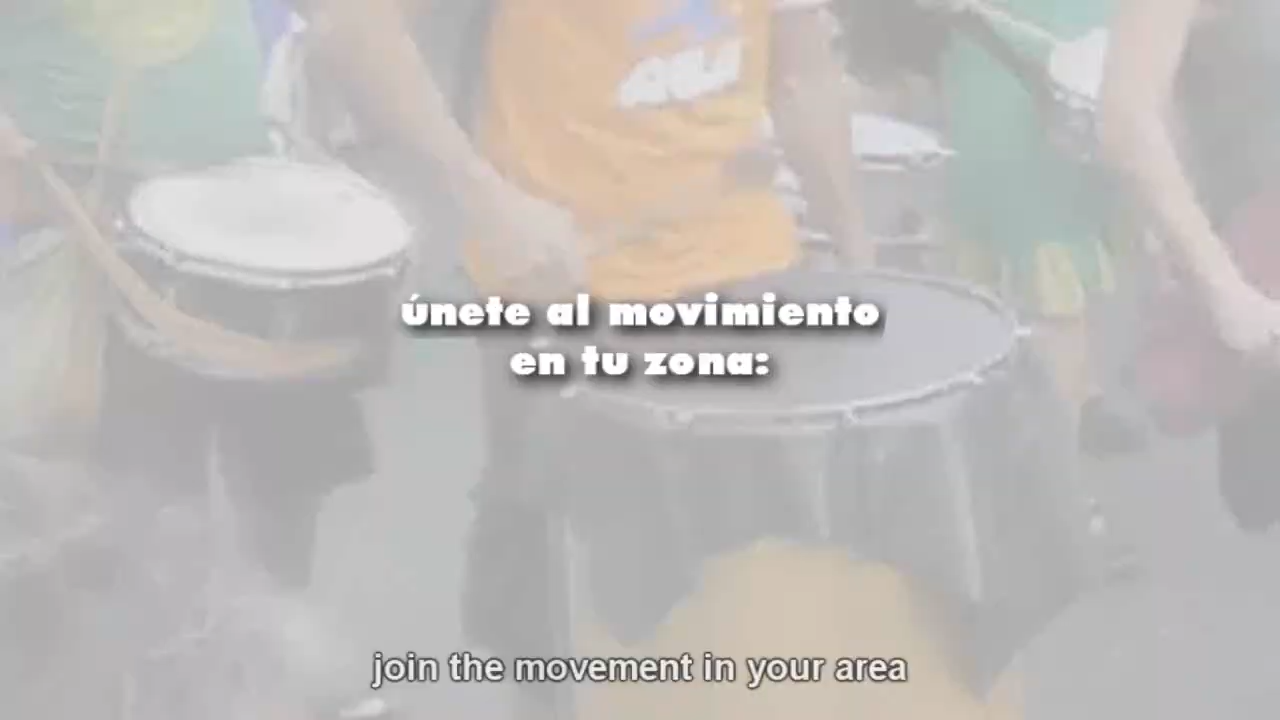 únete al movimiento
en tu zona:
join the movement in your area